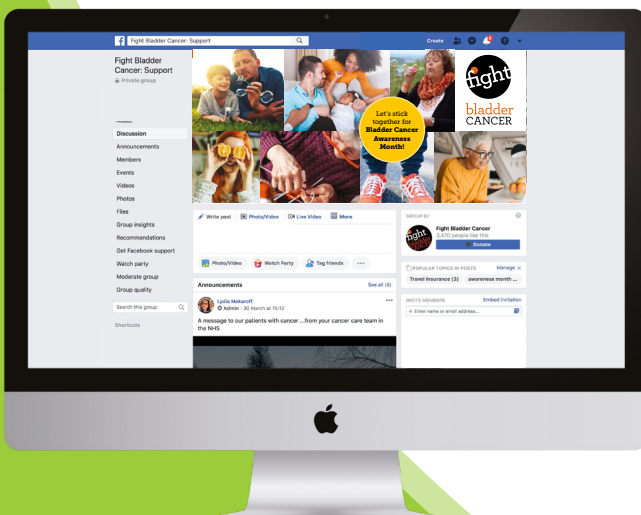 Fight Bladder Cancer: Support
Create
Fight Bladder
Cancer: Support
Private group
About
Discussion
Announcements
Members
Events
Videos
Photos
Files
Group insights
Recommendations
Get Facebook support
Watch party
Moderate group
Group quality
Search this group
Shortcuts
Let's stick
together for
Bladder Cancer
Awareness
Month!
fight
bladder
CANCER
Write post
Photo/Video
Live Video
More
Photo/Video
Watch Party
Tag friends
Announcements
See all (5)
Lydia Makaroff
Admin · 30 March at 15:12
A message to our patients with cancer ...from your cancer care team in
the NHS
GROUP BY
fight
Fight Bladder Cancer
3,470 people like this
Donate
POPULAR TOPICS IN POSTS
Manage
Travel Insurance (3)
awareness month ...
INVITE MEMBERS
Embed Invitation
+ Enter name or email address...